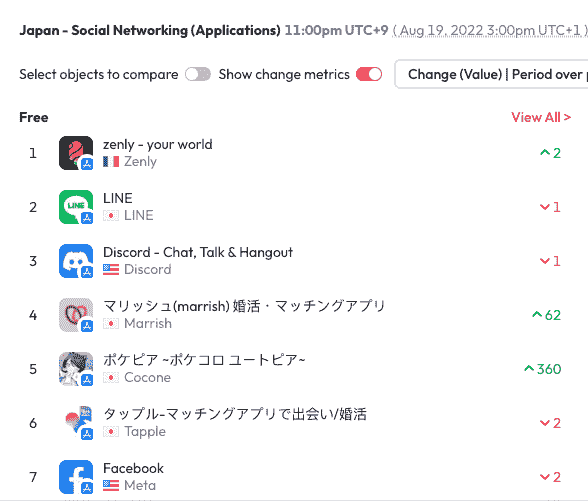 Japan - Social Networking (Applications) 11:00pm UTC+9 ( Aug 19, 2022 3:00pm UTC+1 )
Select objects to compare Show change metrics Change (Value) | Period over
Free View All >
1 zenly - your world 2
Zenly
LINE
2 LINE 1
LINE
3 Discord - Chat, Talk & Hangout 1
Discord
4 マリッシュ(marrish) 婚活・マッチングアプリ 62
Marrish
5 ポケピア ~ポケコロ ユートピア~ 360
Cocone
6 タップル-マッチングアプリで出会い/婚活 2
Tapple
7 Facebook 2
Meta